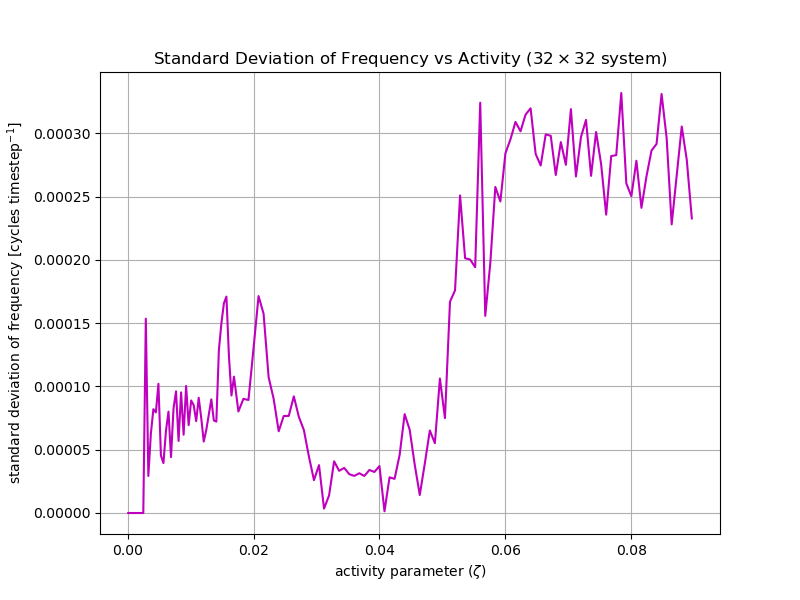 Standard Deviation of Frequency vs Activity (32 × 32 system)
standard deviation of frequency [cycles timestep⁻¹]
0.00030
0.00025
0.00020
0.00015
0.00010
0.00005
0.00000
0.00 0.02 0.04 0.06 0.08
activity parameter (ζ)